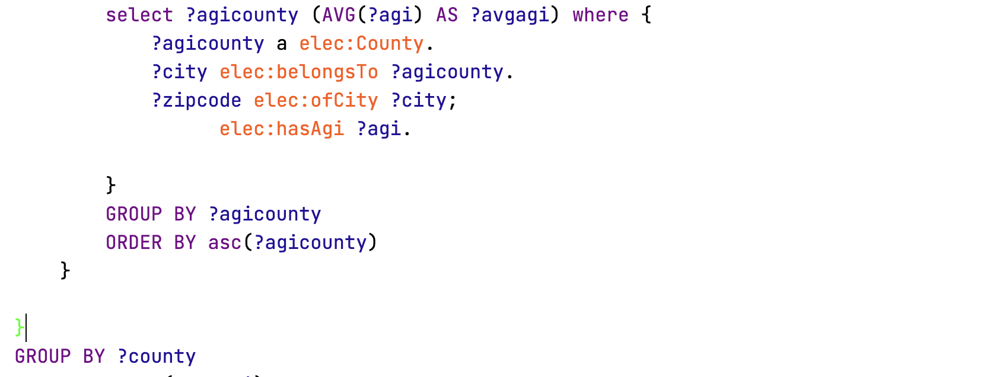 select ?agicounty (AVG(?agi) AS ?avgagi) where {
?agicounty a elec:County.
?city elec:belongsTo ?agicounty.
?zipcode elec:ofCity ?city;
elec:hasAgi ?agi.
}
GROUP BY ?agicounty
ORDER BY asc(?agicounty)
}
}
GROUP BY ?county